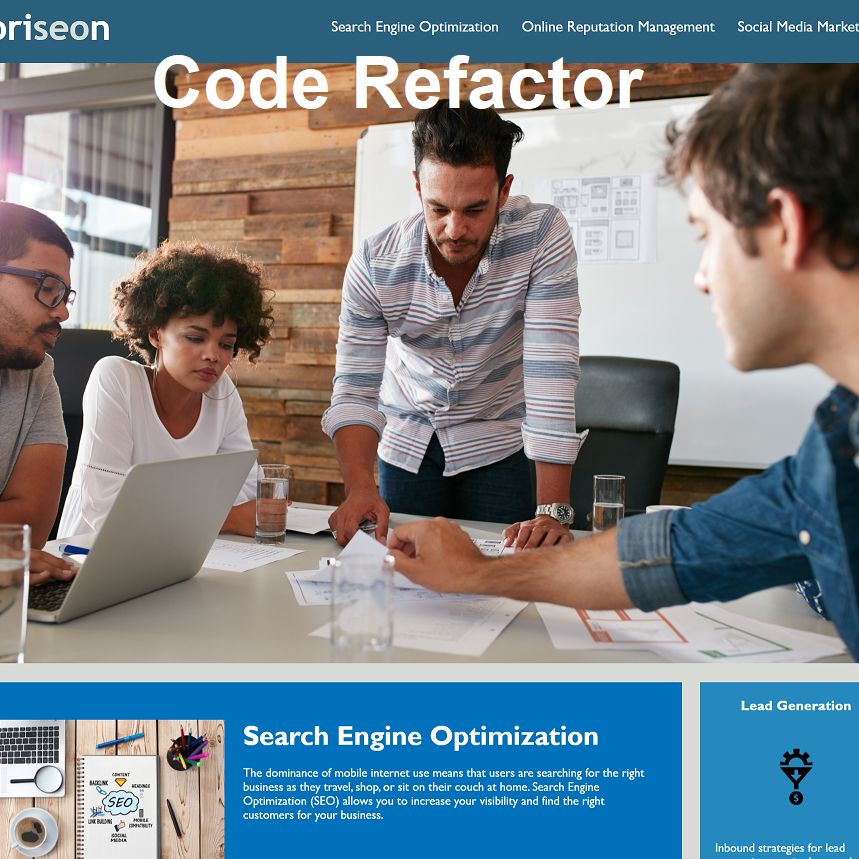 oriseon
Search Engine Optimization Online Reputation Management Social Media Market
Code Refactor
Lead Generation
Search Engine Optimization
The dominance of mobile internet use means that users are searching for the right
business as they travel, shop, or sit on their couch at home. Search Engine
Optimization (SEO) allows you to increase your visibility and find the right
customers for your business.
CONTENT
BACKLINK
HEADINGS
SEO
LINK BUILDING
MOBILE
COMPATIBILITY
SOCIAL
MEDIA
$
Inbound strategies for lead